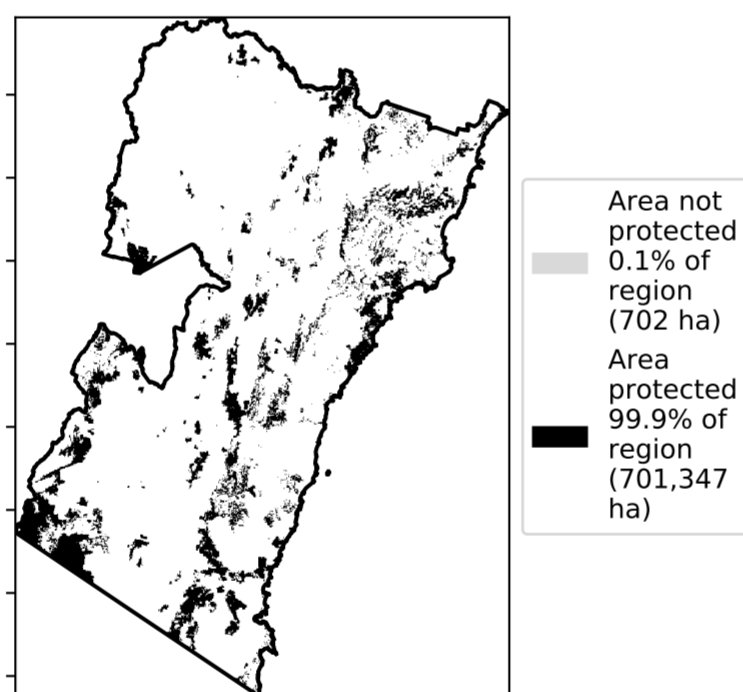 Area not
protected
0.1% of
region
(702 ha)
Area
protected
99.9% of
region
(701,347
ha)